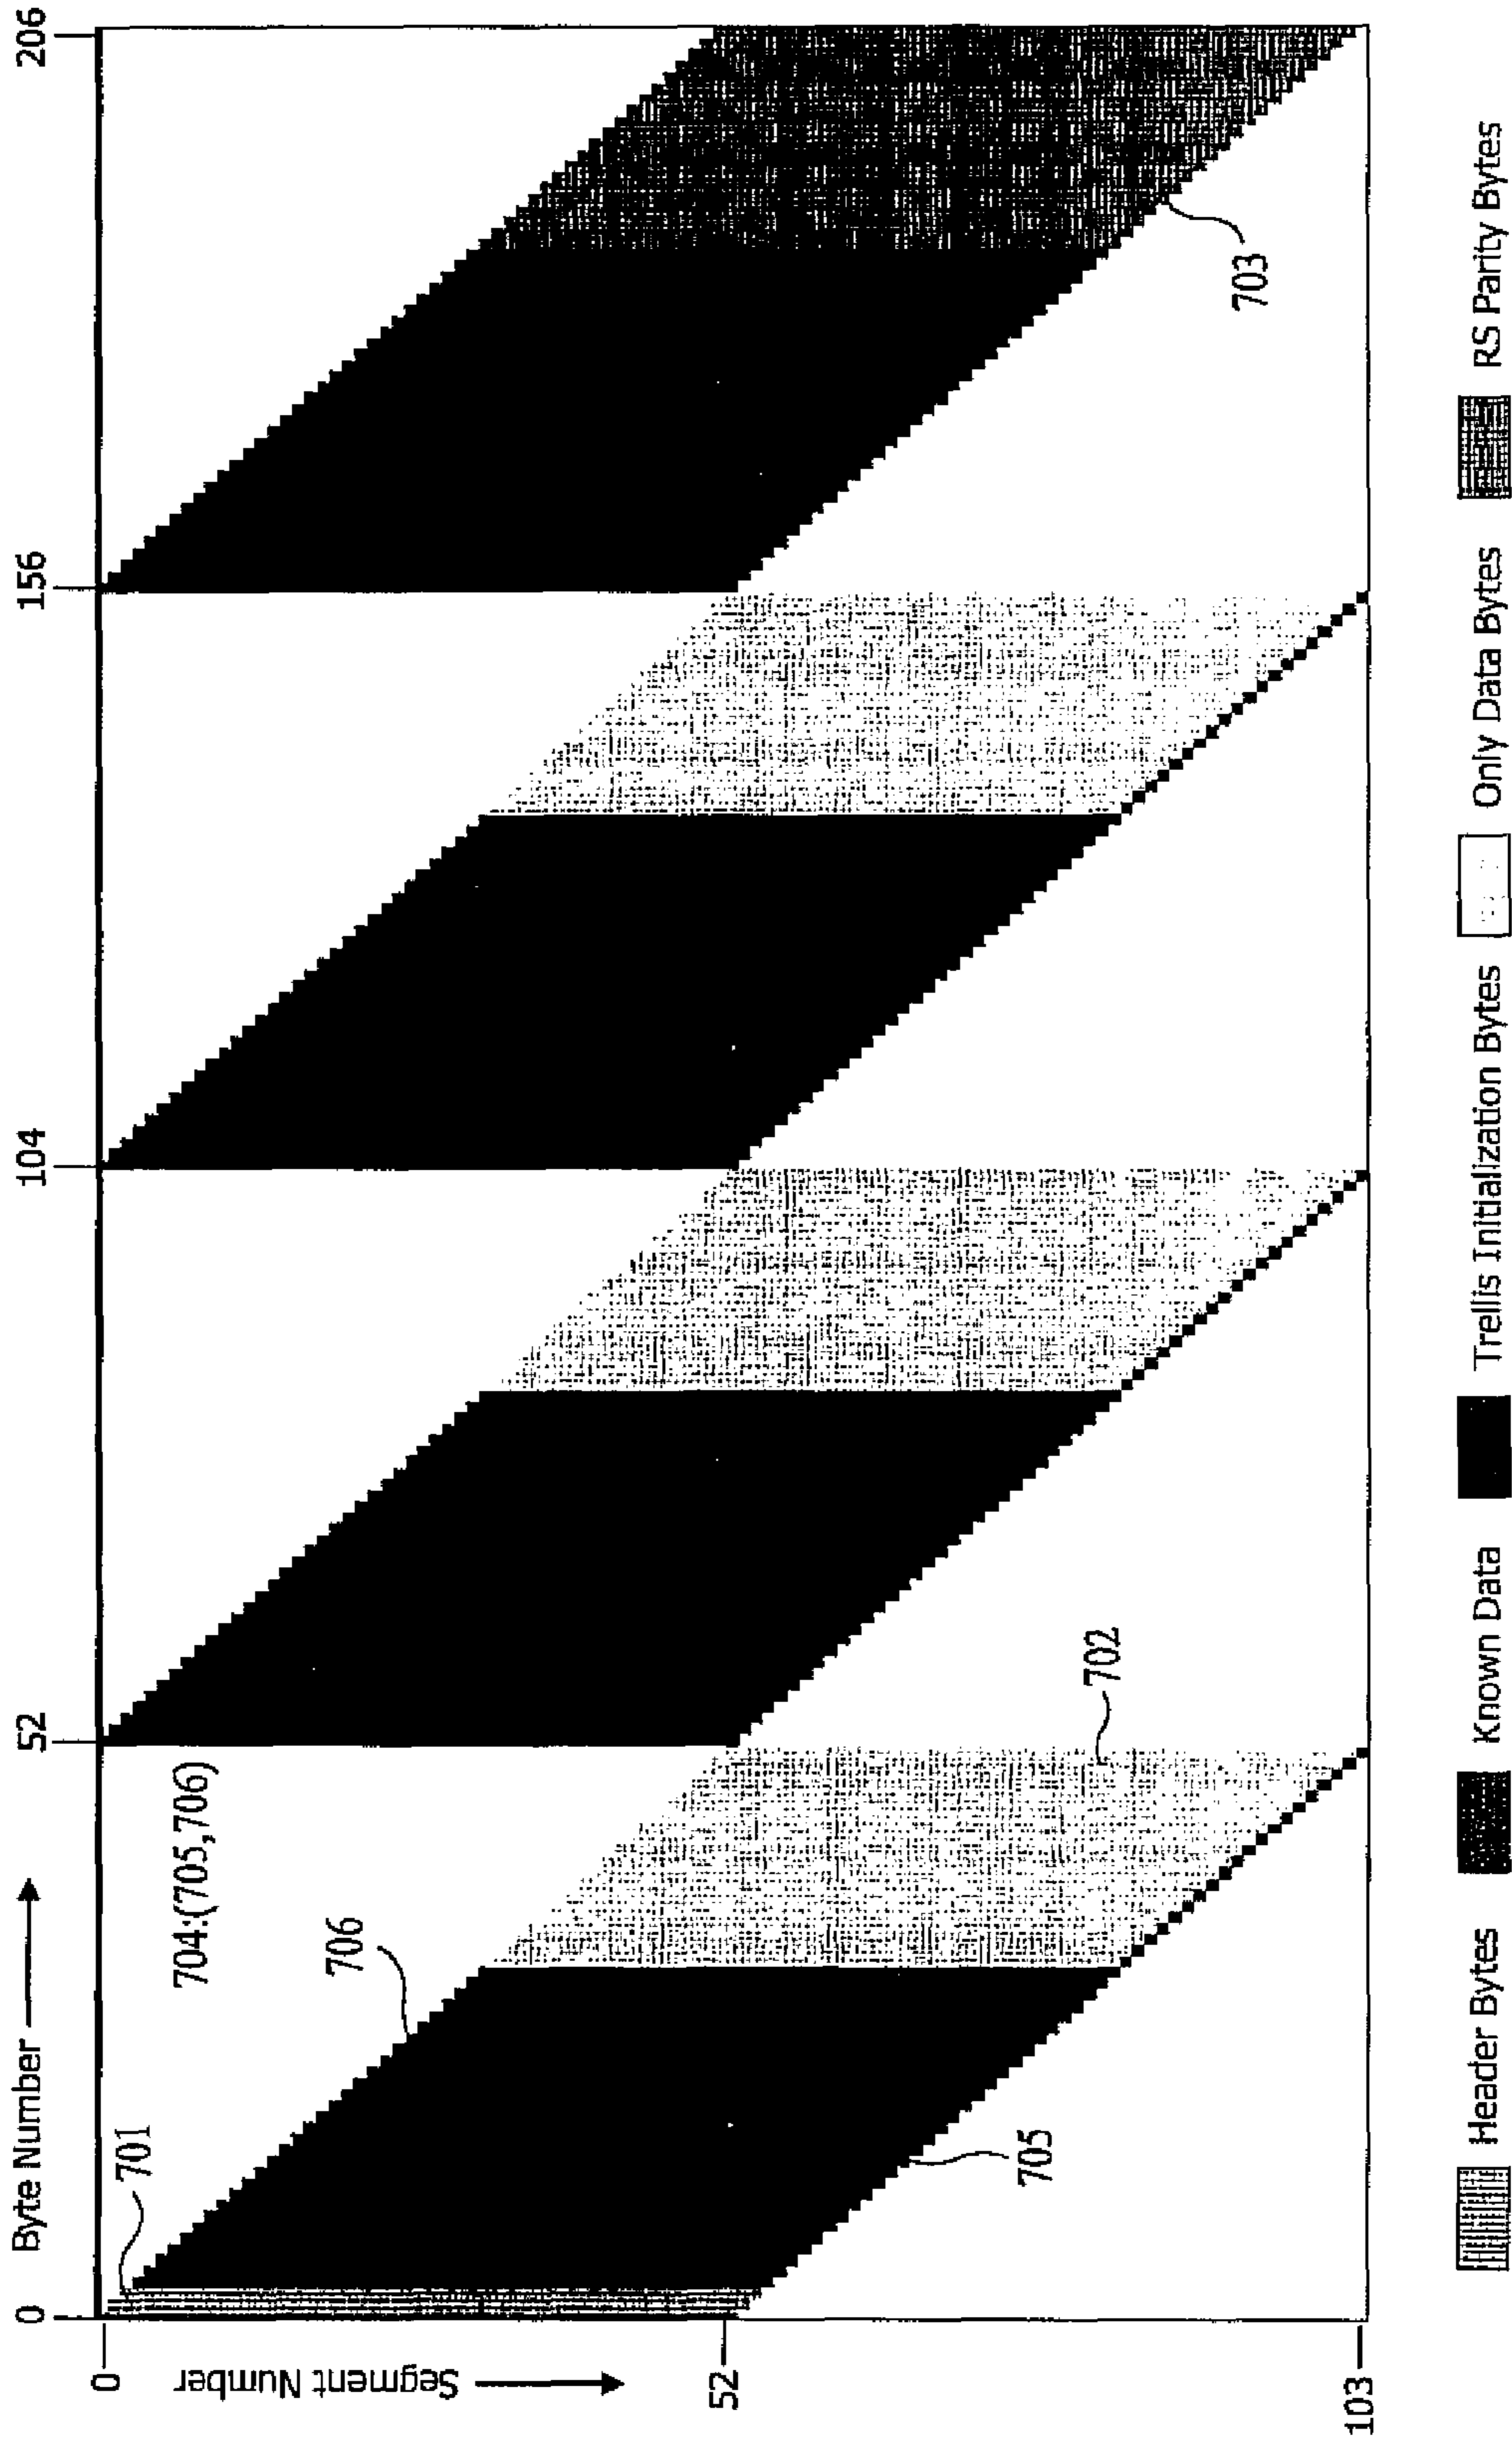 Byte Number
0
52
104
156
206
Segment Number
0
52
103
701
706
704:(705,706)
705
702
703
Header Bytes
Known Data
Trellis Initialization Bytes
Only Data Bytes
RS Parity Bytes